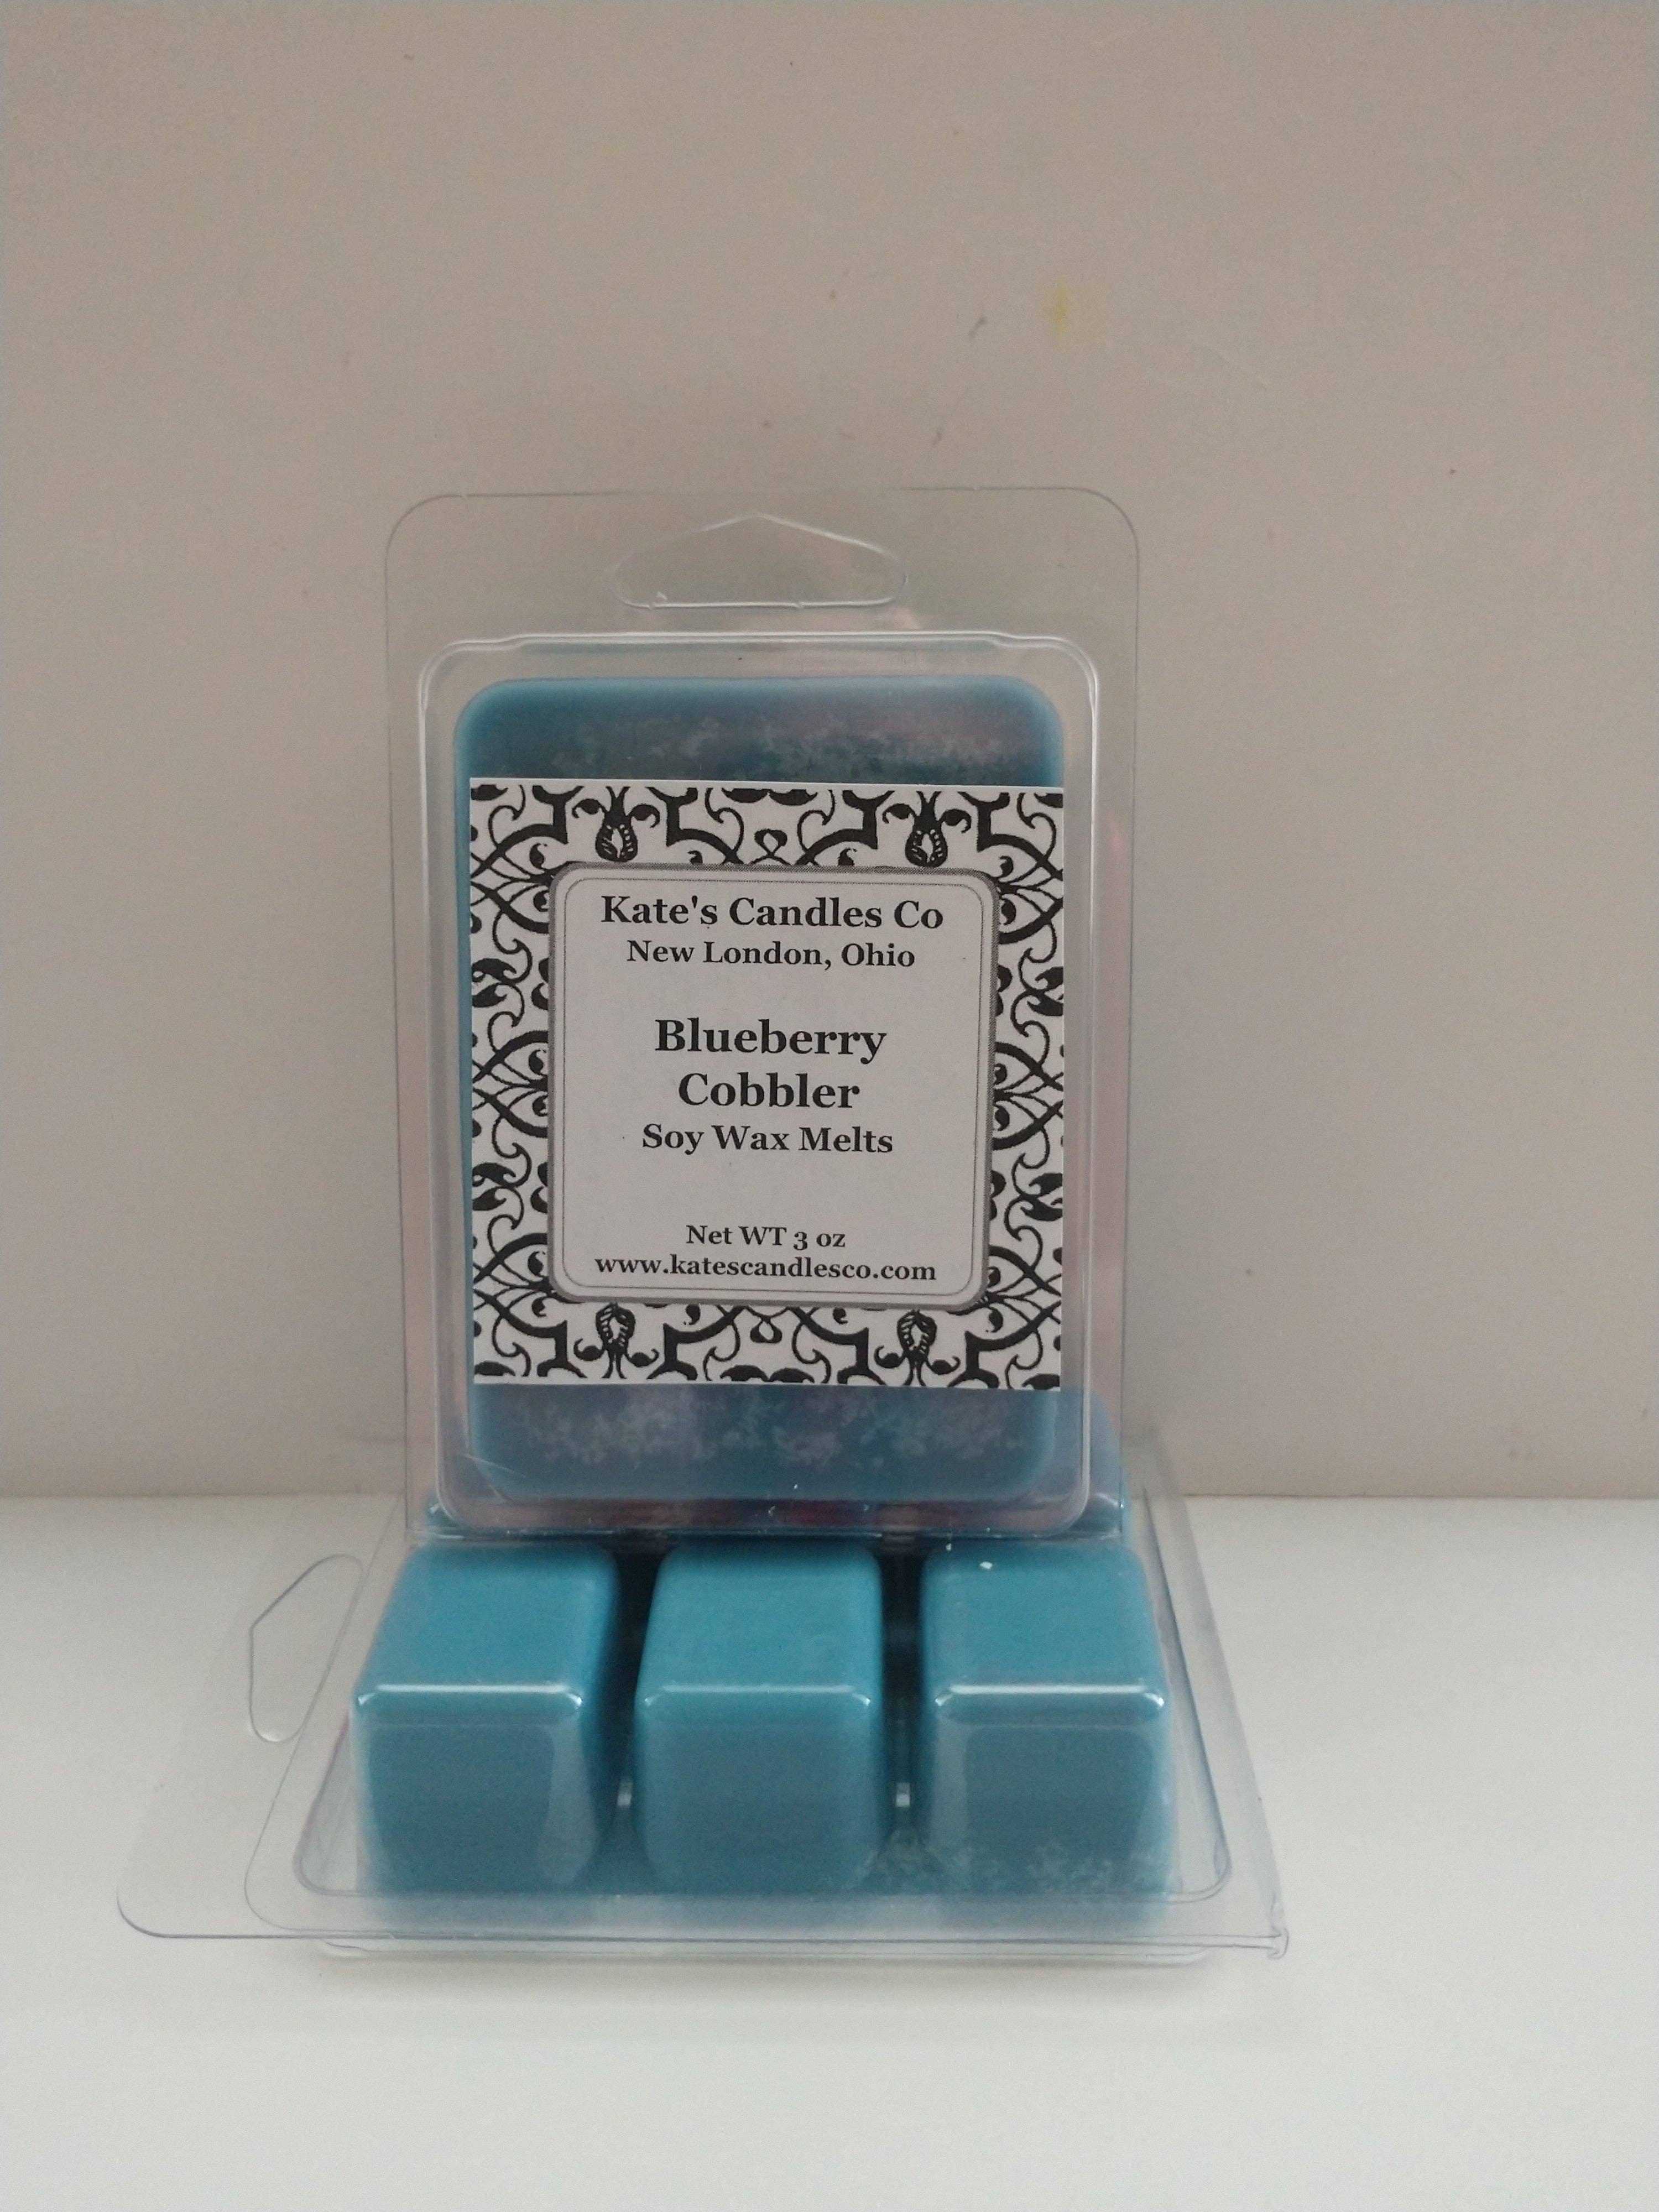 Kate's Candles Co
New London, Ohio
Blueberry
Cobbler
Soy Wax Melts
Net WT 3 oz
www.katescandlesco.com